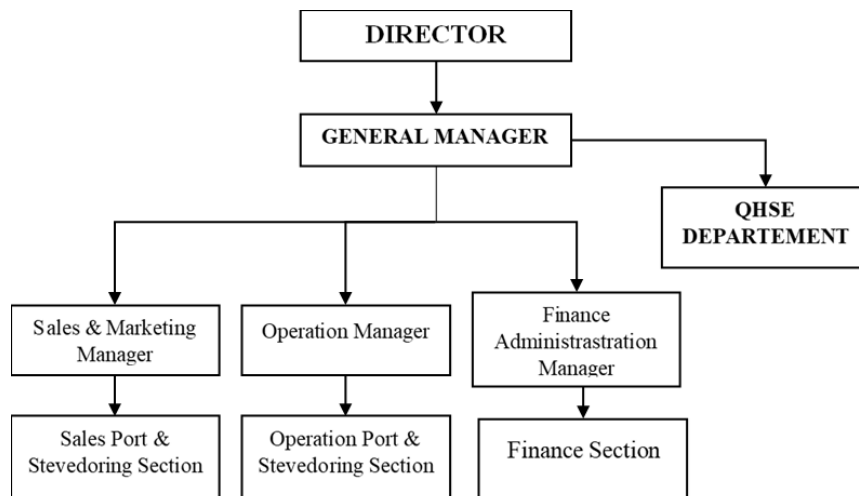 DIRECTOR
GENERAL MANAGER
QHSE
DEPARTEMENT
Sales & Marketing
Manager
Operation Manager
Finance
Administrastration
Manager
Sales Port &
Stevedoring Section
Operation Port &
Stevedoring Section
Finance Section